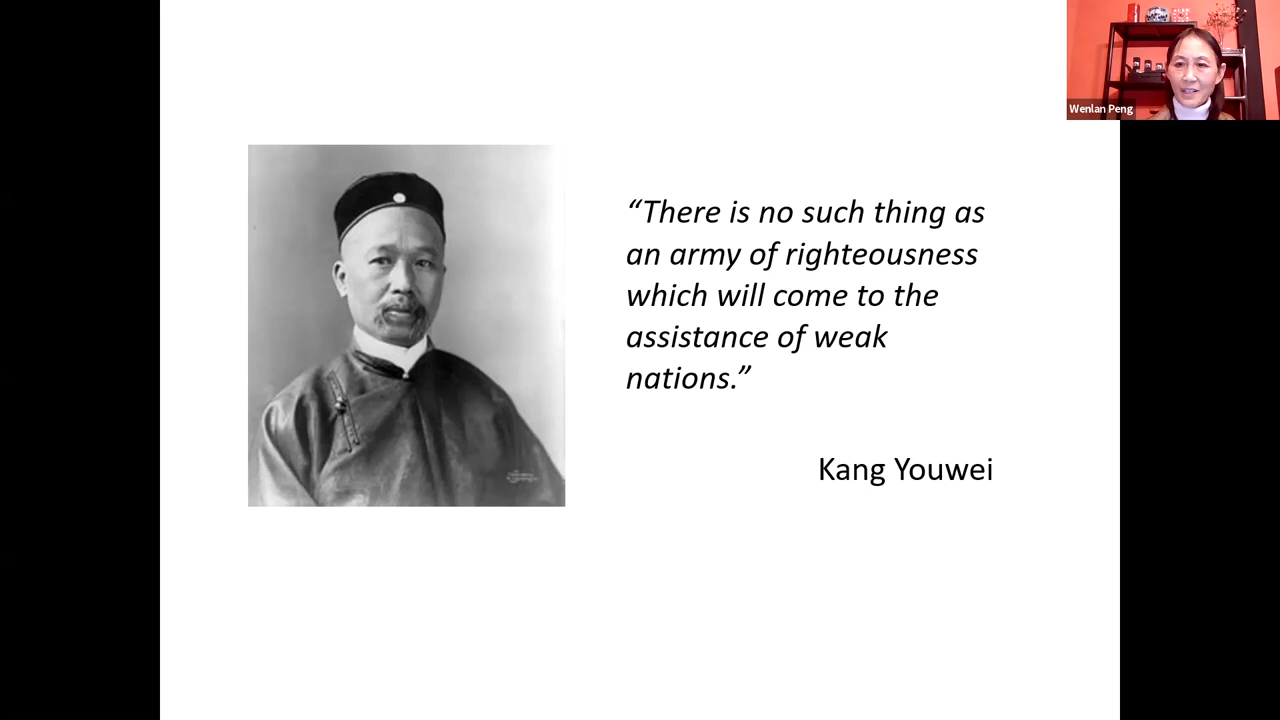 Wenlan Peng
“There is no such thing as
an army of righteousness
which will come to the
assistance of weak
nations.”
Kang Youwei